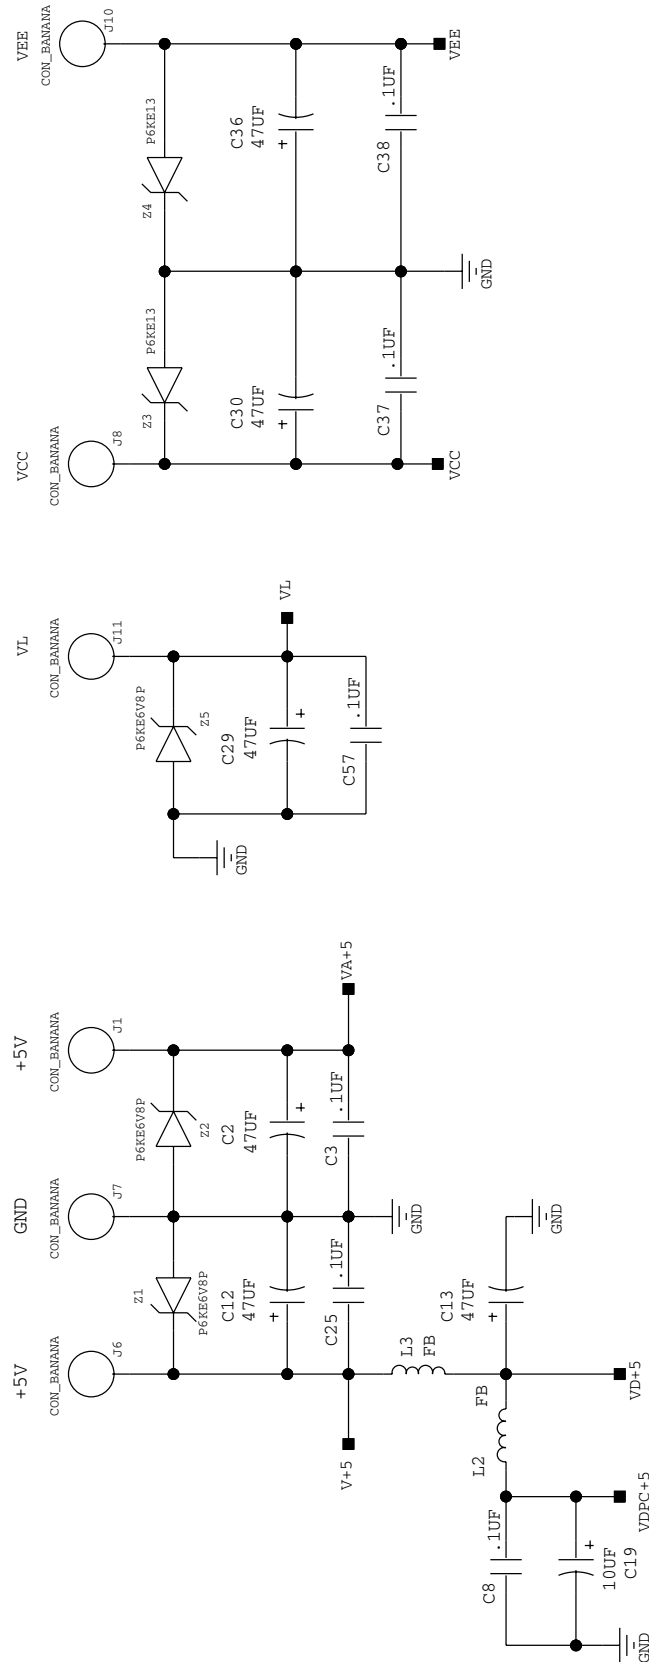 VEE
CON_BANANA
J10
P6KE13
Z4
C36
47UF
+
.1UF
C38
VEE
GND
P6KE13
Z3
C30
47UF
+
.1UF
C37
VCC
CON_BANANA
J8
VCC
VL
CON_BANANA
J11
VL
P6KE6V8P
Z5
C29
47UF
+
.1UF
C57
GND
+5V
CON_BANANA
J1
VA+5
P6KE6V8P
Z2
C2
47UF
+
.1UF
C3
GND
CON_BANANA
J7
GND
Z1
P6KE6V8P
C12
47UF
+
.1UF
C25
+5V
CON_BANANA
J6
V+5
L3
FB
C13
47UF
+
GND
VD+5
FB
L2
VDPC+5
.1UF
C8
+
10UF
C19
GND